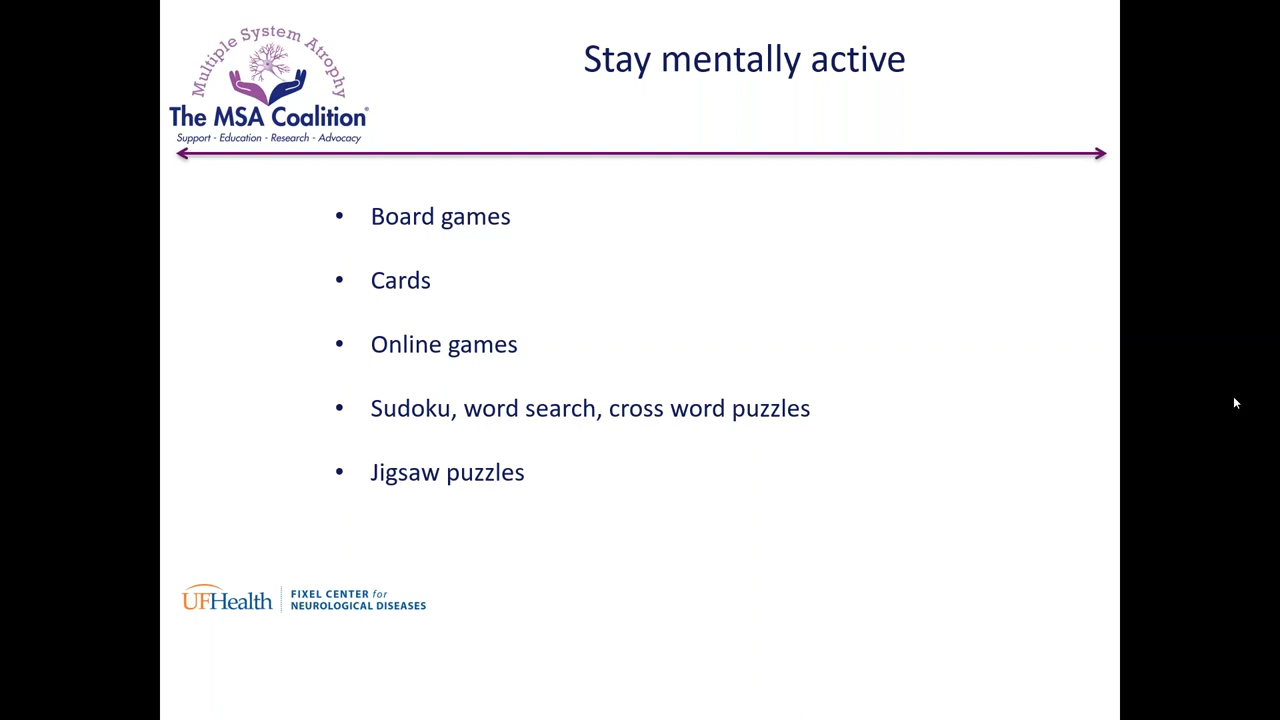 Multiple System Atrophy
The MSA Coalition®
Support - Education - Research - Advocacy
Stay mentally active
• Board games
• Cards
• Online games
• Sudoku, word search, cross word puzzles
• Jigsaw puzzles
UFHealth
FIXEL CENTER for
NEUROLOGICAL DISEASES